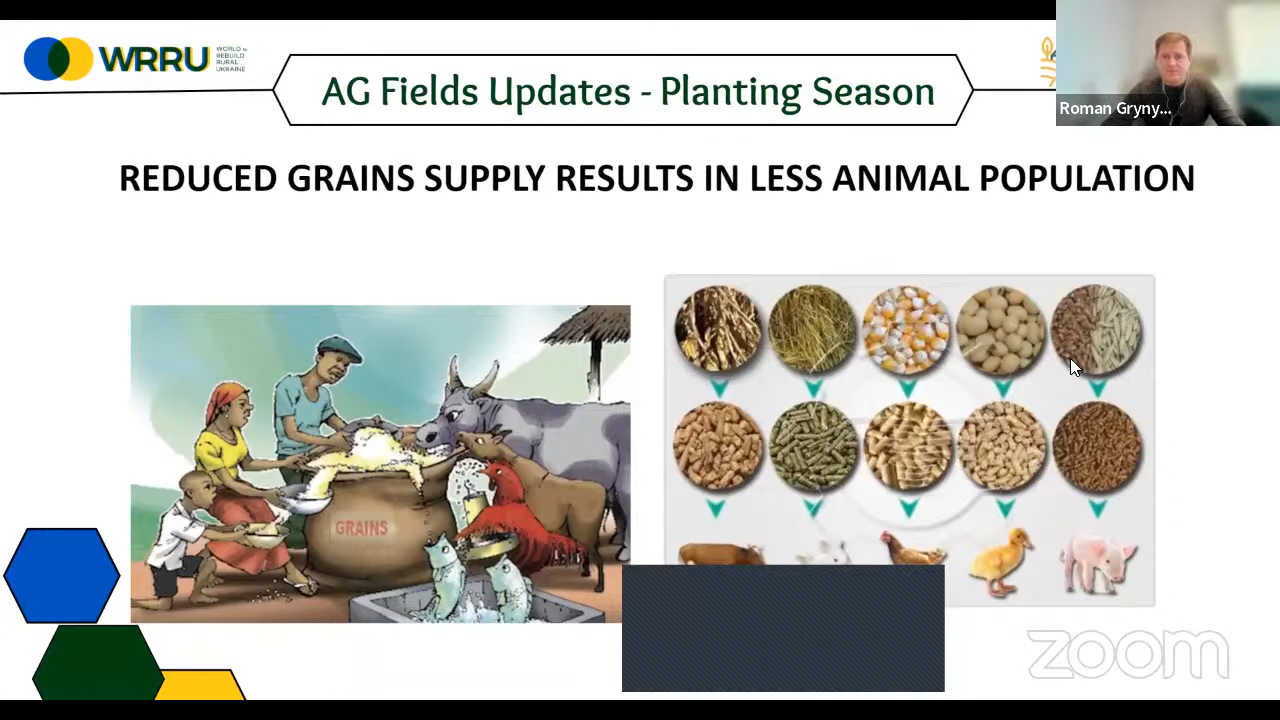 WRRU
WORLD to
REBUILD
RURAL
UKRAINE
AG Fields Updates - Planting Season
Roman Gryny...
REDUCED GRAINS SUPPLY RESULTS IN LESS ANIMAL POPULATION
GRAINS
zoom